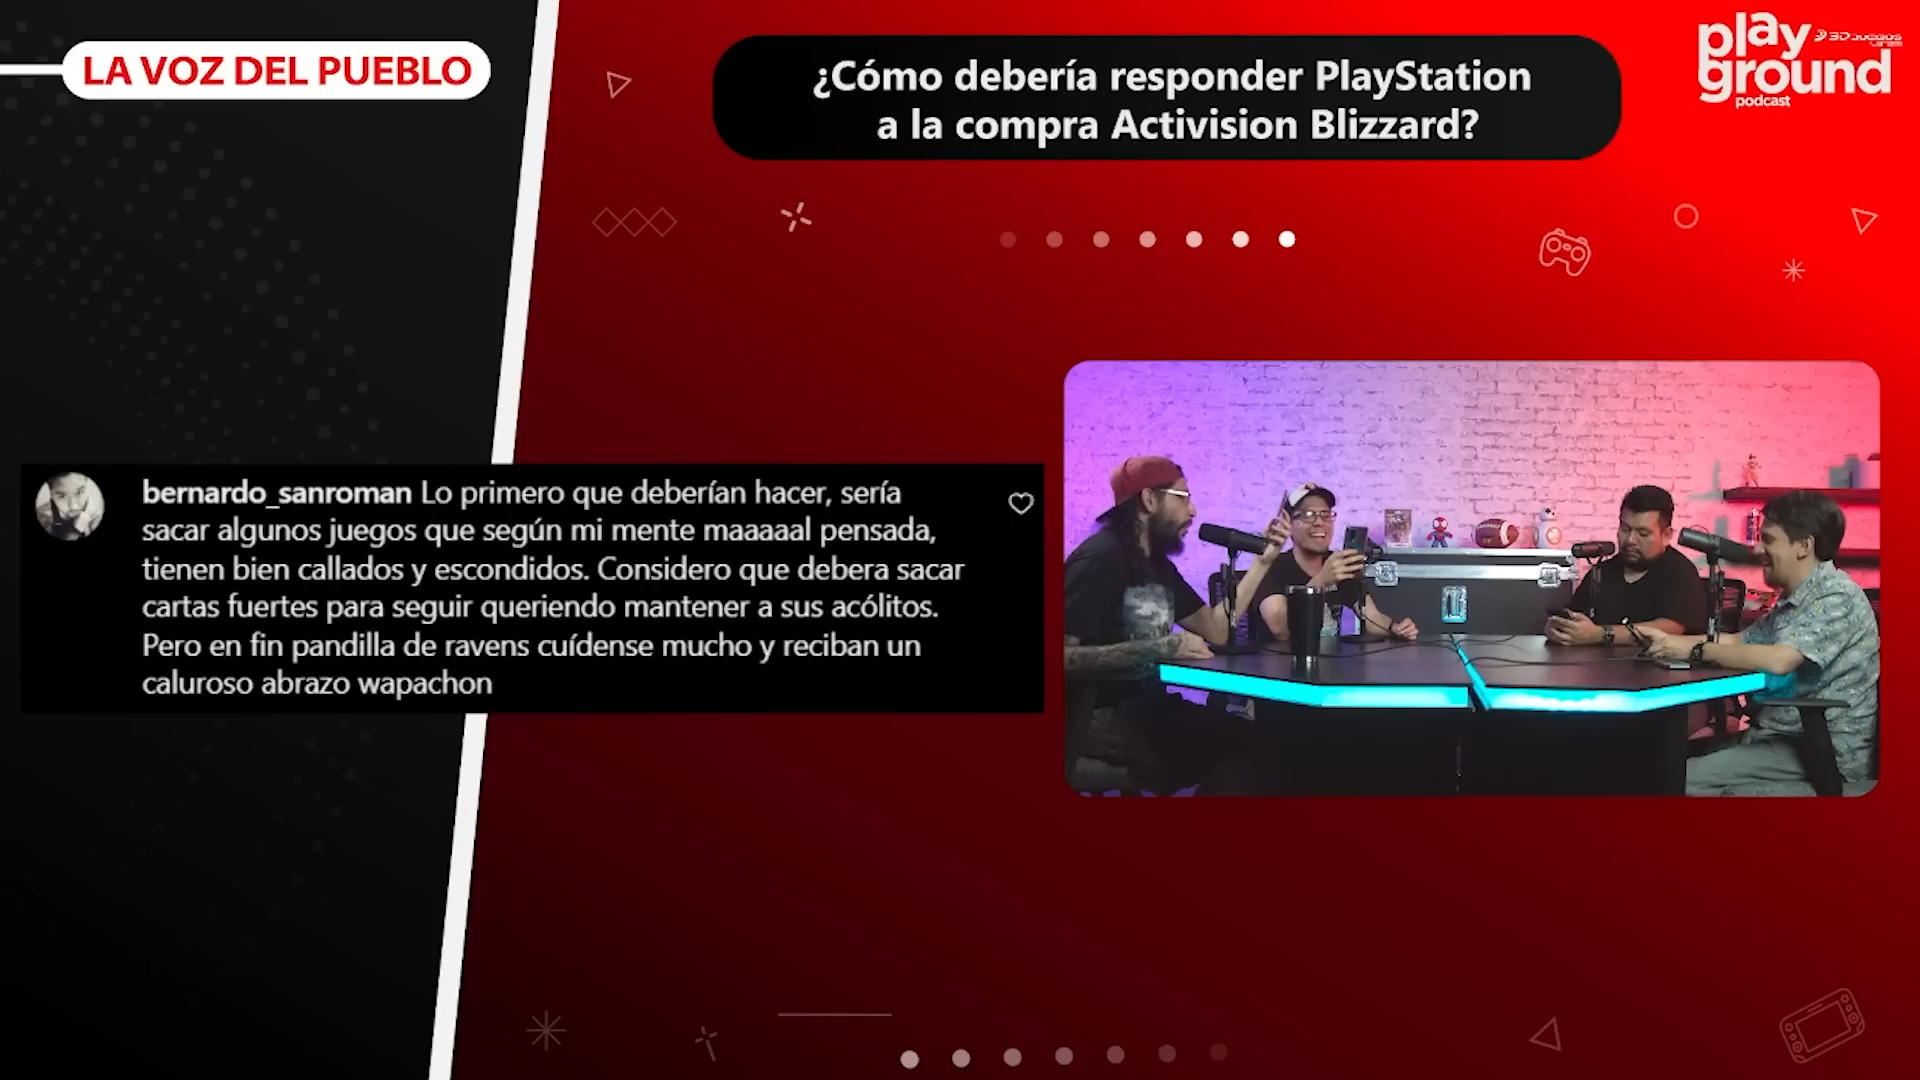 LA VOZ DEL PUEBLO
¿Cómo debería responder PlayStation
a la compra Activision Blizzard?
play
3DJUEGOS
ground
podcast
bernardo_sanroman Lo primero que deberían hacer, sería
sacar algunos juegos que según mi mente maaaaal pensada,
tienen bien callados y escondidos. Considero que debera sacar
cartas fuertes para seguir queriendo mantener a sus acólitos.
Pero en fin pandilla de ravens cuídense mucho y reciban un
caluroso abrazo wapachon